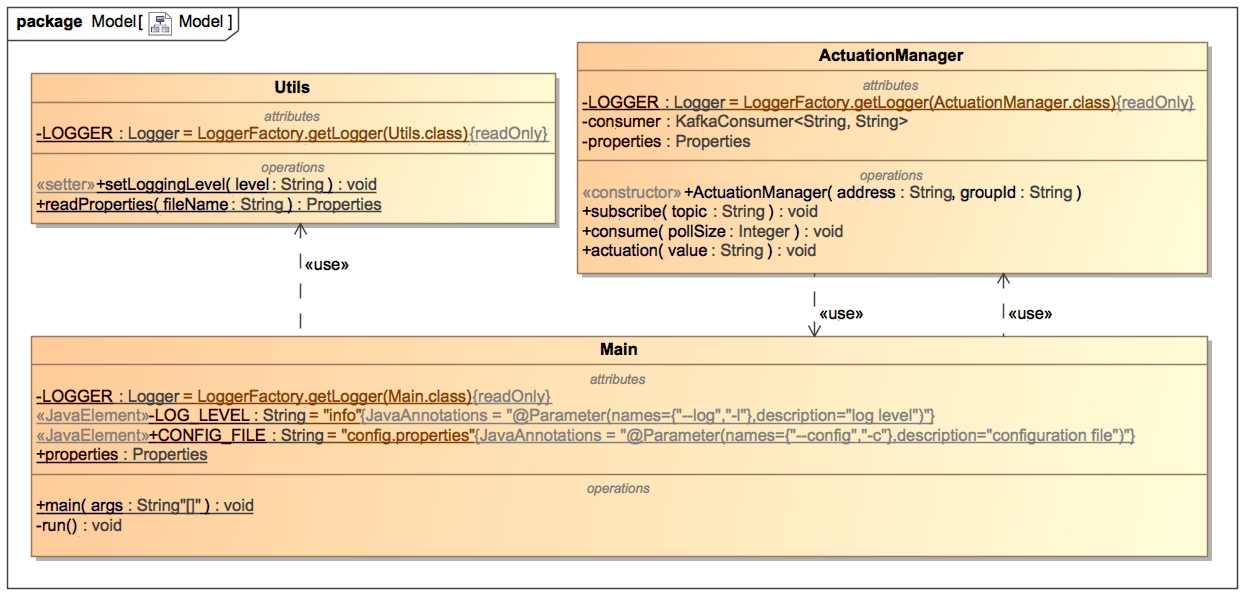 package Model[ Model ]
Utils
attributes
-LOGGER : Logger = LoggerFactory.getLogger(Utils.class){readOnly}
operations
«setter»+setLoggingLevel( level : String ) : void
+readProperties( fileName : String ) : Properties
ActuationManager
attributes
-LOGGER : Logger = LoggerFactory.getLogger(ActuationManager.class){readOnly}
-consumer : KafkaConsumer<String, String>
-properties : Properties
operations
«constructor»+ActuationManager( address : String, groupId : String )
+subscribe( topic : String ) : void
+consume( pollSize : Integer ) : void
+actuation( value : String ) : void
«use»
«use»
«use»
Main
attributes
-LOGGER : Logger = LoggerFactory.getLogger(Main.class){readOnly}
«JavaElement»-LOG_LEVEL : String = "info"{JavaAnnotations = "@Parameter(names={"--log","-l"},description="log level")"}
«JavaElement»+CONFIG_FILE : String = "config.properties"{JavaAnnotations = "@Parameter(names={"--config","-c"},description="configuration file")"}
+properties : Properties
operations
+main( args : String"[]" ) : void
-run() : void